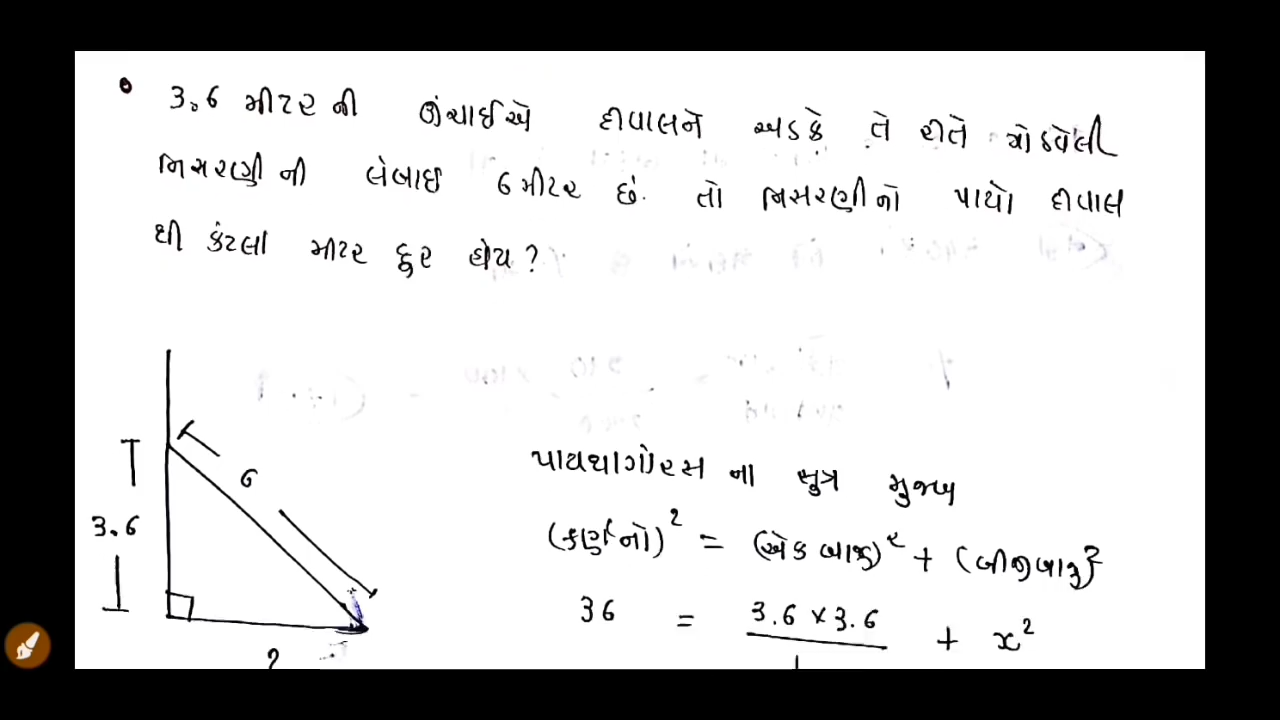 3.6 મીટર ની ઊંચાઈએ દીવાલને અડકે તે રીતે ગોઠવેલી
નિસરણી ની લંબાઈ 6 મીટર છે. તો નિસરણીનો પાયો દીવાલ
થી કેટલા મીટર દુર હોય ?
6
3.6
?
પાયથાગોરસ ના સુત્ર મુજબ
(કર્ણનો)² = (એક બાજુ)² + (બીજીબાજુ)²
36 = 3.6 × 3.6 + x²